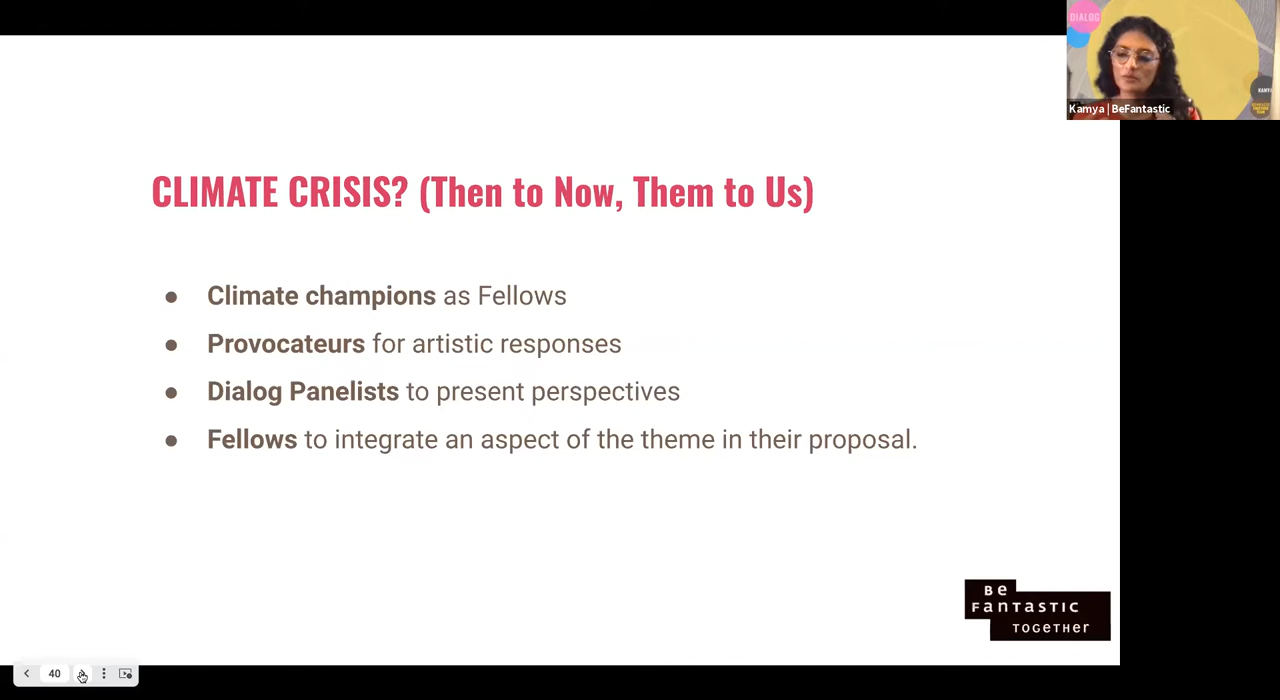 DIALOG
KAMYA
Kamya | BeFantastic
CLIMATE CRISIS? (Then to Now, Them to Us)
● Climate champions as Fellows
● Provocateurs for artistic responses
● Dialog Panelists to present perspectives
● Fellows to integrate an aspect of the theme in their proposal.
Be
FanTasTIC
TOGETHer
40